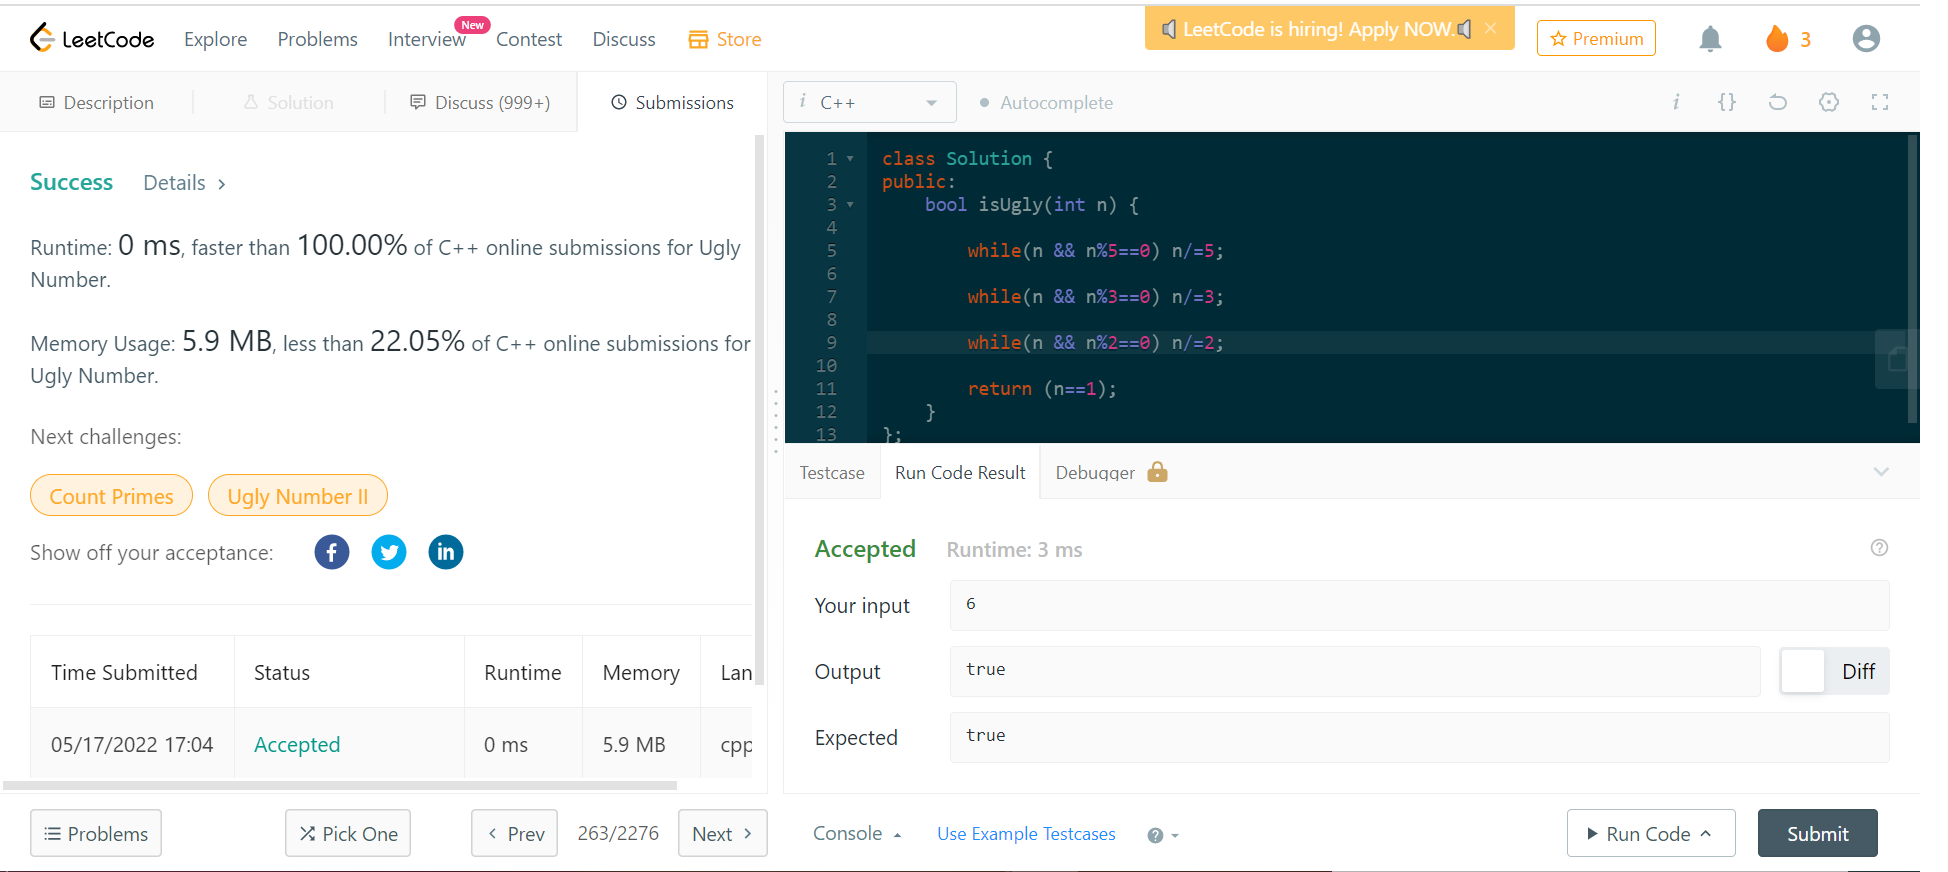 LeetCode Explore Problems Interview New Contest Discuss Store LeetCode is hiring! Apply NOW. Premium 3
Description Solution Discuss (999+) Submissions
Success Details
Runtime: 0 ms, faster than 100.00% of C++ online submissions for Ugly
Number.
Memory Usage: 5.9 MB, less than 22.05% of C++ online submissions for
Ugly Number.
Next challenges:
Count Primes Ugly Number II
Show off your acceptance:
Time Submitted Status Runtime Memory Lan
05/17/2022 17:04 Accepted 0 ms 5.9 MB cpp
Problems Pick One Prev 263/2276 Next
i C++ Autocomplete i {}
1 class Solution {
2 public:
3 bool isUgly(int n) {
4
5 while(n && n%5==0) n/=5;
6
7 while(n && n%3==0) n/=3;
8
9 while(n && n%2==0) n/=2;
10
11 return (n==1);
12 }
13 };
Testcase Run Code Result Debugger
Accepted Runtime: 3 ms
Your input 6
Output true Diff
Expected true
Console Use Example Testcases Run Code Submit